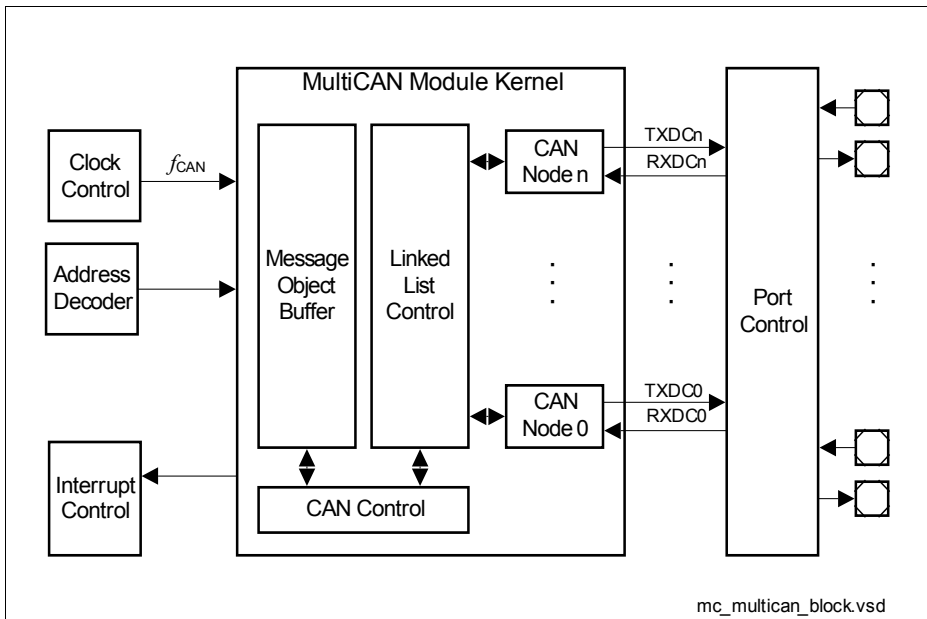 MultiCAN Module Kernel
Clock
Control
fCAN
Address
Decoder
Interrupt
Control
Message
Object
Buffer
Linked
List
Control
CAN
Node n
CAN
Node 0
CAN Control
TXDCn
RXDCn
TXDC0
RXDC0
Port
Control
mc_multican_block.vsd